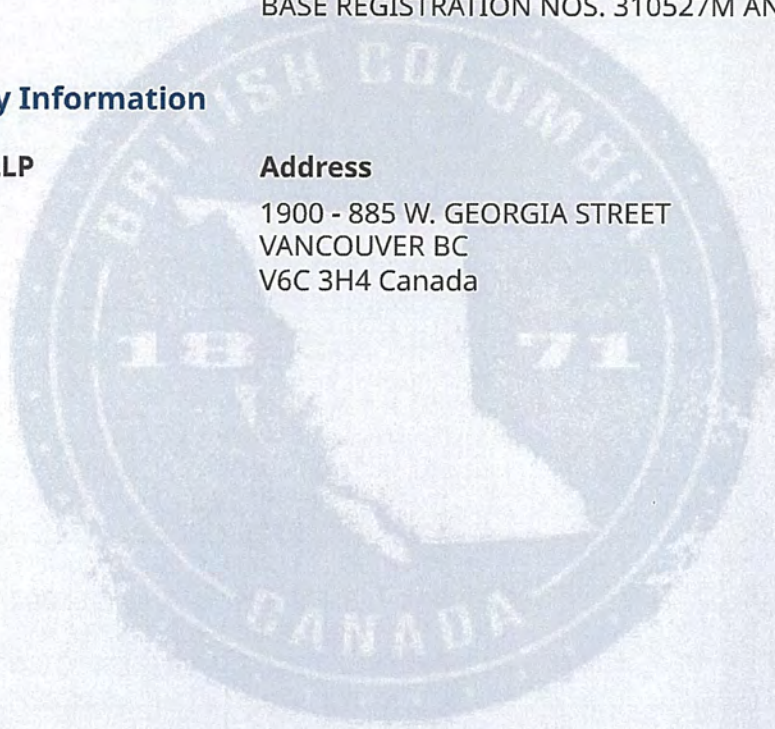 BASE REGISTRATION NOS. 310527M AN
y Information
LP
Address
1900 - 885 W. GEORGIA STREET
VANCOUVER BC
V6C 3H4 Canada
BRITISH COLUMBIA
18 71
CANADA